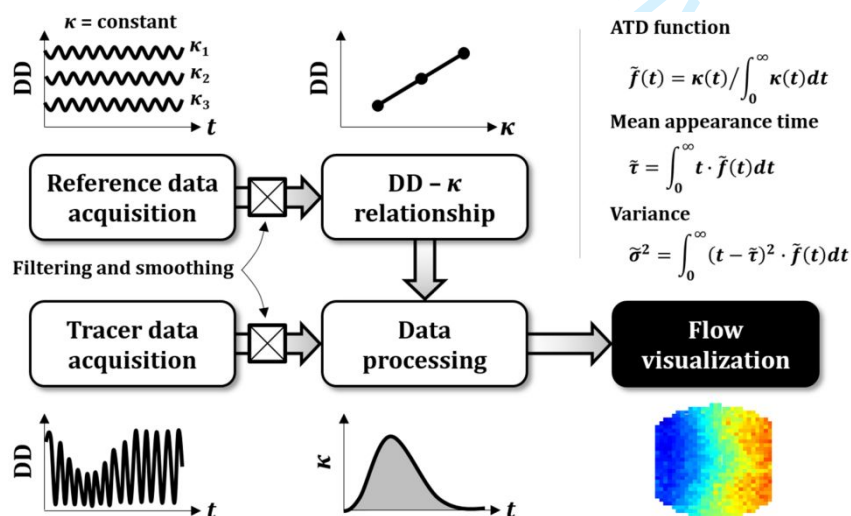 κ = constant
DD
κ₁
κ₂
κ₃
t
DD
κ
Reference data
acquisition
DD – κ
relationship
Filtering and smoothing
Tracer data
acquisition
Data
processing
Flow
visualization
DD
t
κ
t
ATD function
f̃(t) = κ(t)/∫₀^∞ κ(t)dt
Mean appearance time
τ̃ = ∫₀^∞ t · f̃(t)dt
Variance
σ̃² = ∫₀^∞ (t − τ̃)² · f̃(t)dt